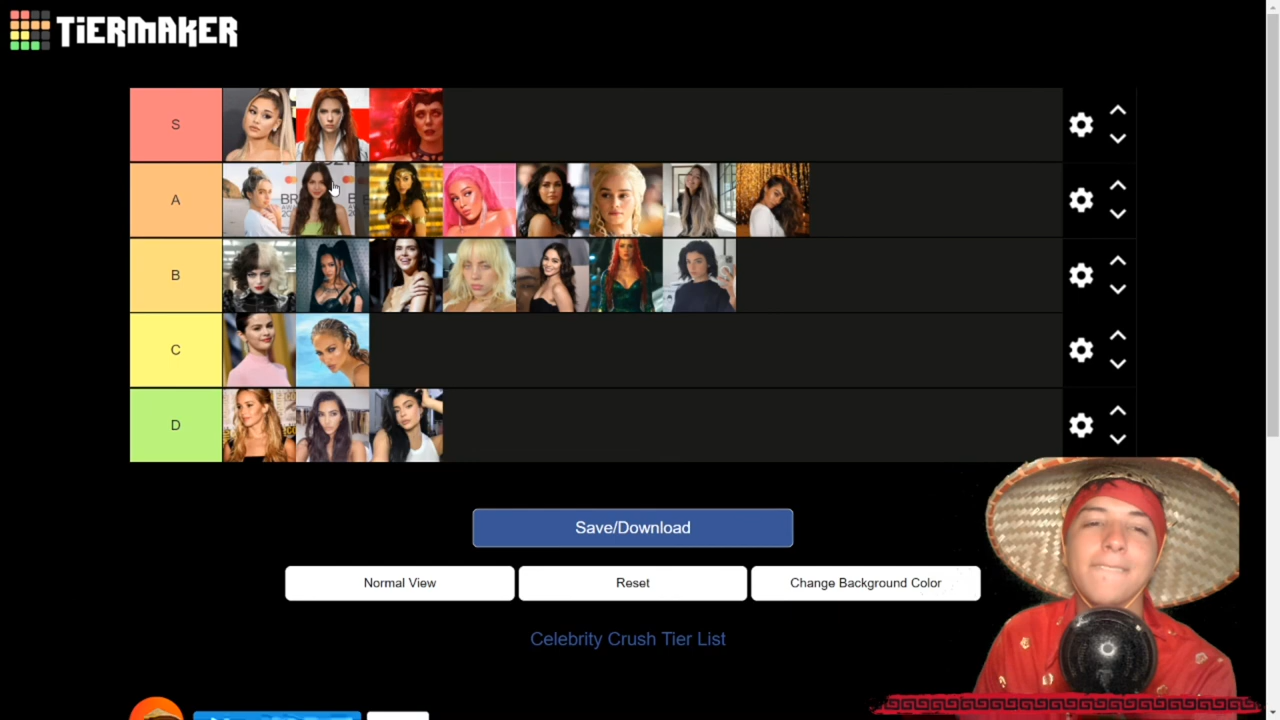 TiERMAKER
S
A
B
C
D
Save/Download
Normal View
Reset
Change Background Color
Celebrity Crush Tier List